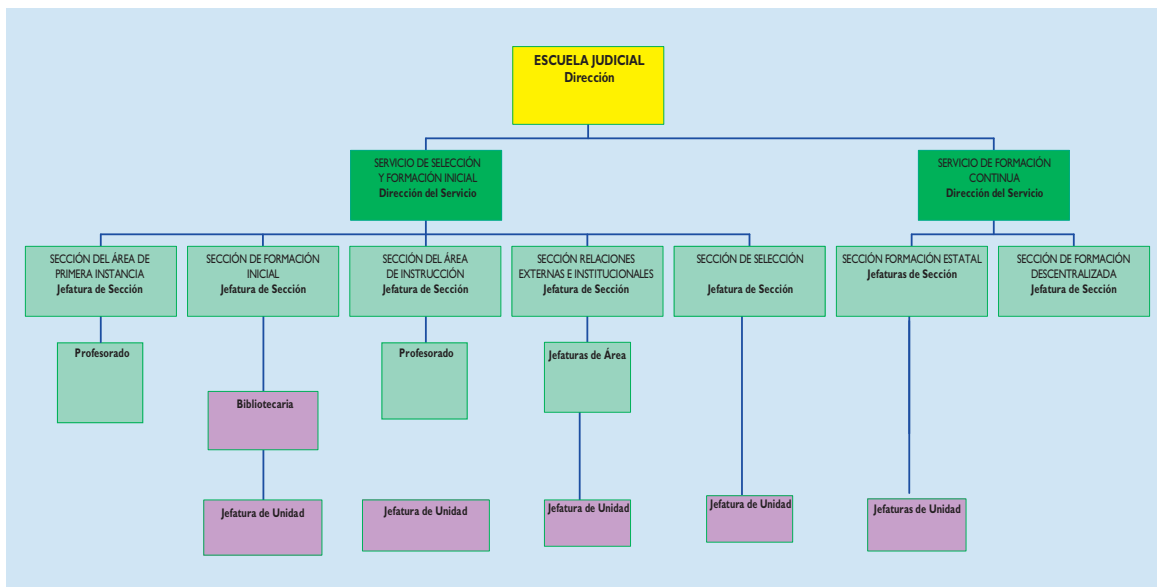 ESCUELA JUDICIAL
Dirección
SERVICIO DE SELECCIÓN
Y FORMACIÓN INICIAL
Dirección del Servicio
SERVICIO DE FORMACIÓN
CONTINUA
Dirección del Servicio
SECCIÓN DEL ÁREA DE
PRIMERA INSTANCIA
Jefatura de Sección
SECCIÓN DE FORMACIÓN
INICIAL
Jefatura de Sección
SECCIÓN DEL ÁREA
DE INSTRUCCIÓN
Jefatura de Sección
SECCIÓN RELACIONES
EXTERNAS E INSTITUCIONALES
Jefatura de Sección
SECCIÓN DE SELECCIÓN
Jefatura de Sección
SECCIÓN FORMACIÓN ESTATAL
Jefaturas de Sección
SECCIÓN DE FORMACIÓN
DESCENTRALIZADA
Jefatura de Sección
Profesorado
Bibliotecaria
Profesorado
Jefaturas de Área
Jefatura de Unidad
Jefatura de Unidad
Jefatura de Unidad
Jefatura de Unidad
Jefaturas de Unidad